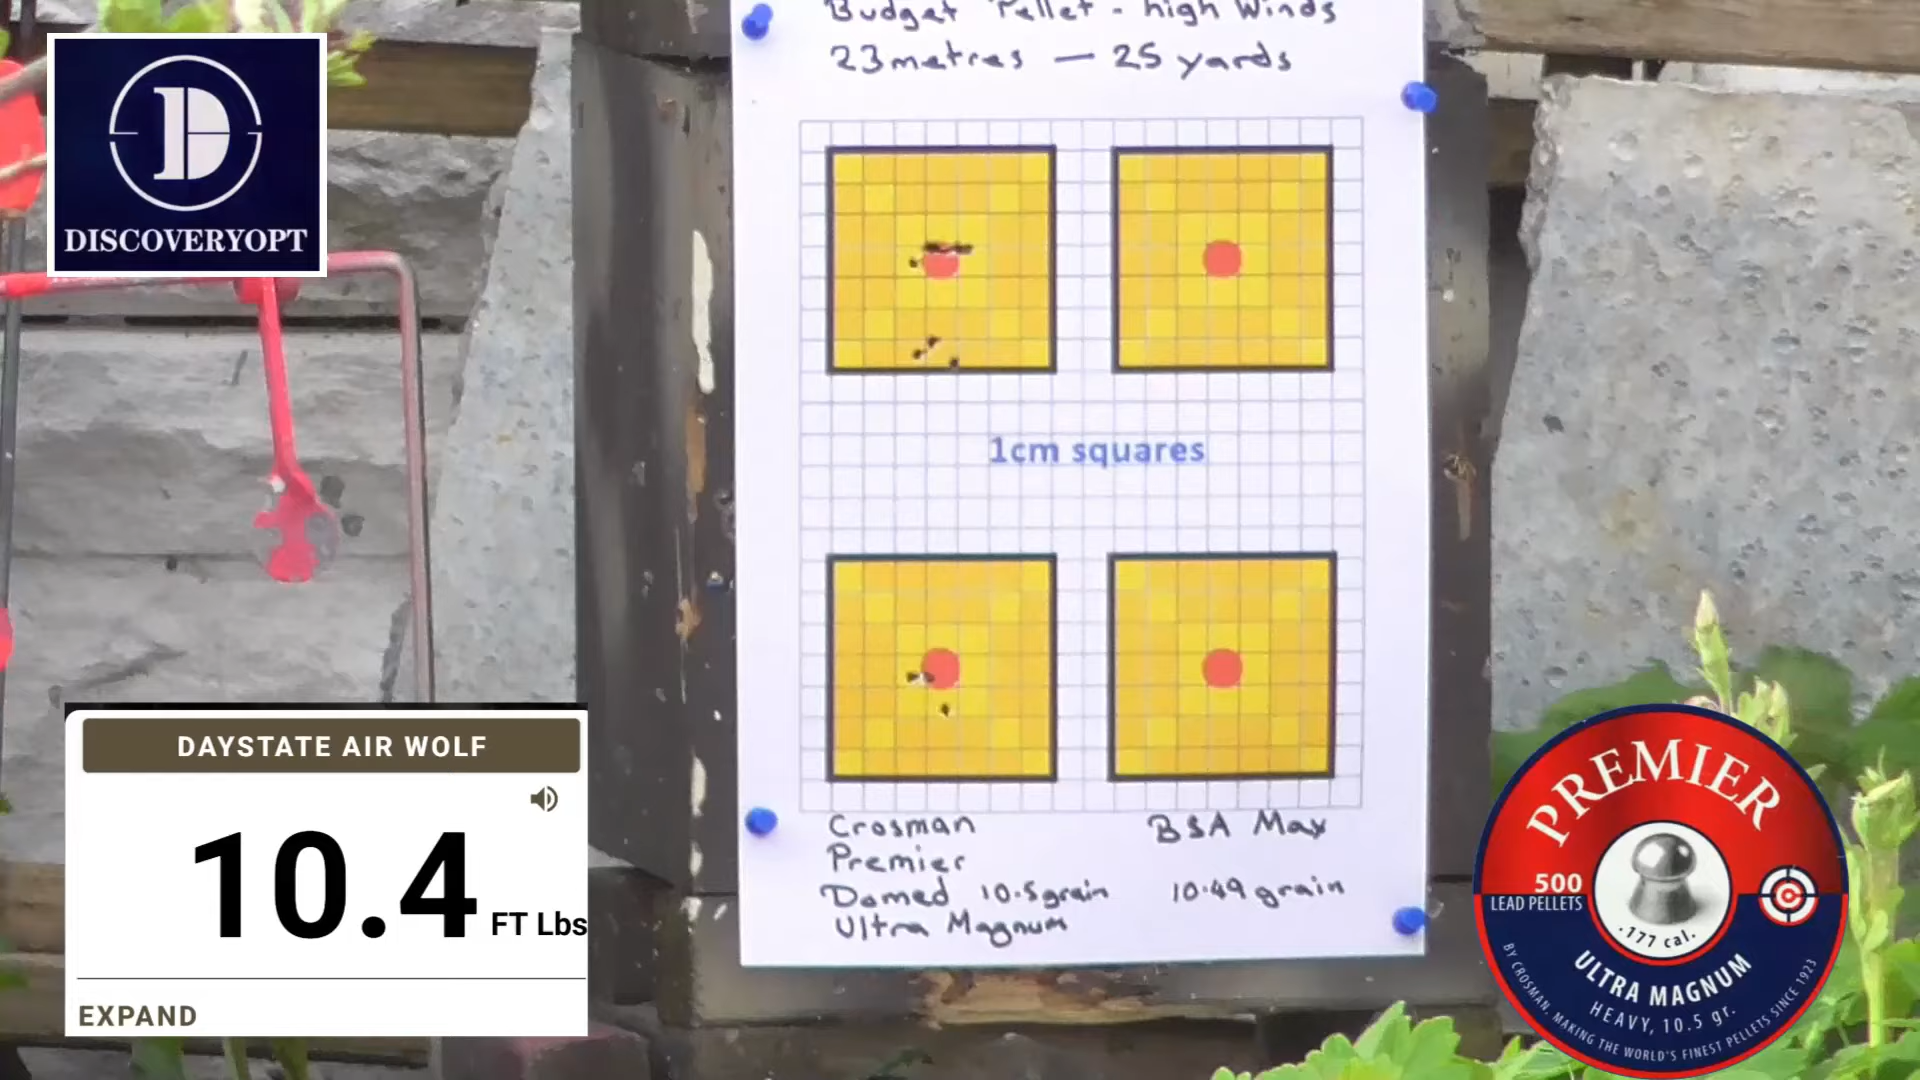 Budget Pellet - high Winds
23metres — 25 yards
DISCOVERYOPT
1cm squares
DAYSTATE AIR WOLF
10.4 FT Lbs
EXPAND
Crosman
Premier
Domed 10.5grain
Ultra Magnum
BSA Max
10.49 grain
PREMIER
500
LEAD PELLETS
.177 cal.
ULTRA MAGNUM
HEAVY, 10.5 gr.
BY CROSMAN, MAKING THE WORLD'S FINEST PELLETS SINCE 1923